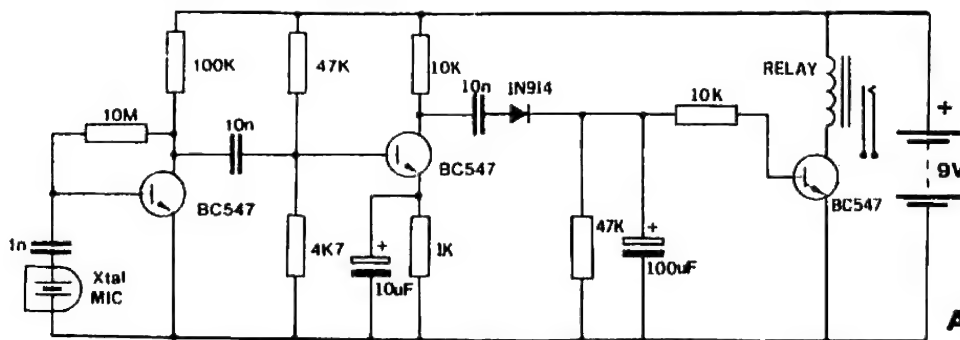 100K
47K
10K
RELAY
10n
1N914
10K
10M
10n
+
BC547
9V
BC547
BC547
1n
Xtal
MIC
4K7
+
10uF
1K
47K
+
100uF
A